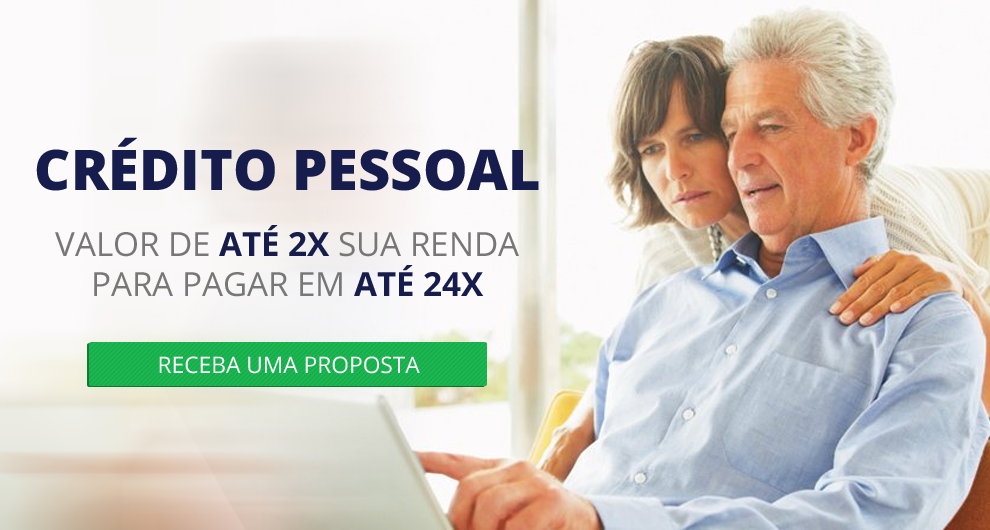 CRÉDITO PESSOAL
VALOR DE ATÉ 2X SUA RENDA
PARA PAGAR EM ATÉ 24X
RECEBA UMA PROPOSTA